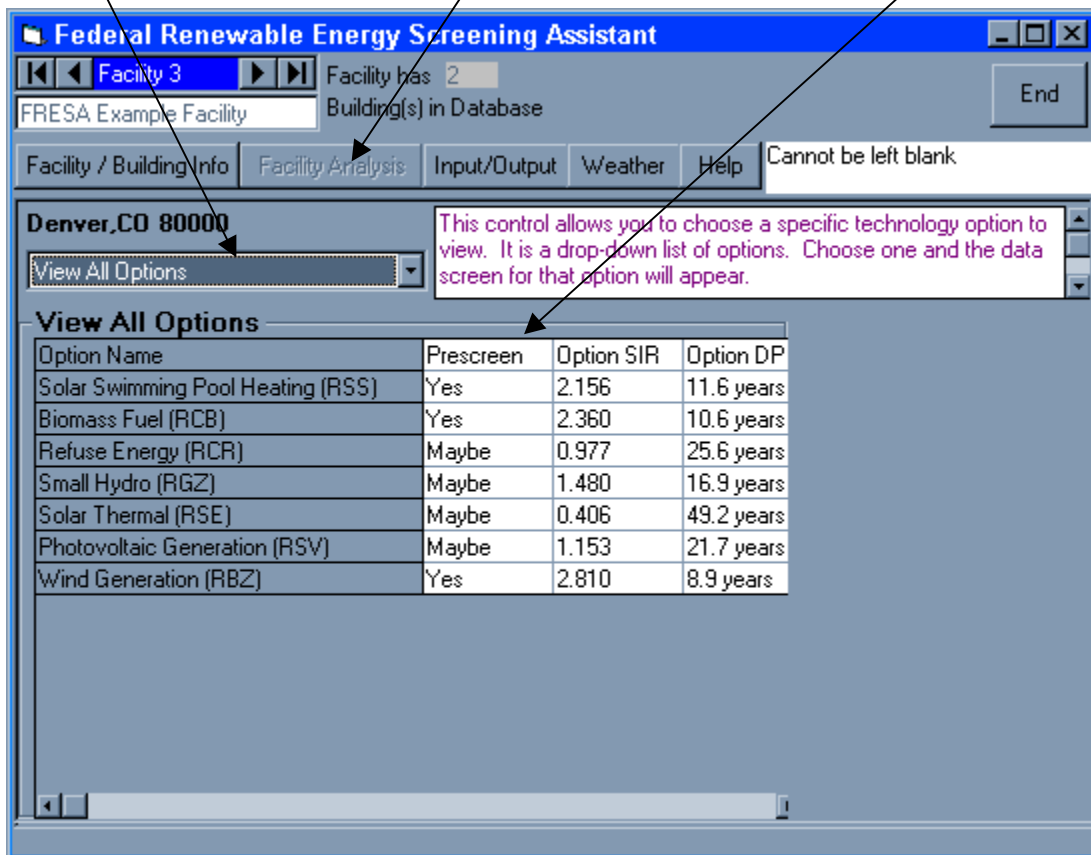 Federal Renewable Energy Screening Assistant
Facility 3
Facility has 2
FRESA Example Facility
Building(s) in Database
End
Facility / Building Info
Facility Analysis
Input/Output
Weather
Help
Cannot be left blank
Denver,CO 80000
View All Options
This control allows you to choose a specific technology option to
view. It is a drop-down list of options. Choose one and the data
screen for that option will appear.
View All Options
Option Name Prescreen Option SIR Option DP
Solar Swimming Pool Heating (RSS) Yes 2.156 11.6 years
Biomass Fuel (RCB) Yes 2.360 10.6 years
Refuse Energy (RCR) Maybe 0.977 25.6 years
Small Hydro (RGZ) Maybe 1.480 16.9 years
Solar Thermal (RSE) Maybe 0.406 49.2 years
Photovoltaic Generation (RSV) Maybe 1.153 21.7 years
Wind Generation (RBZ) Yes 2.810 8.9 years